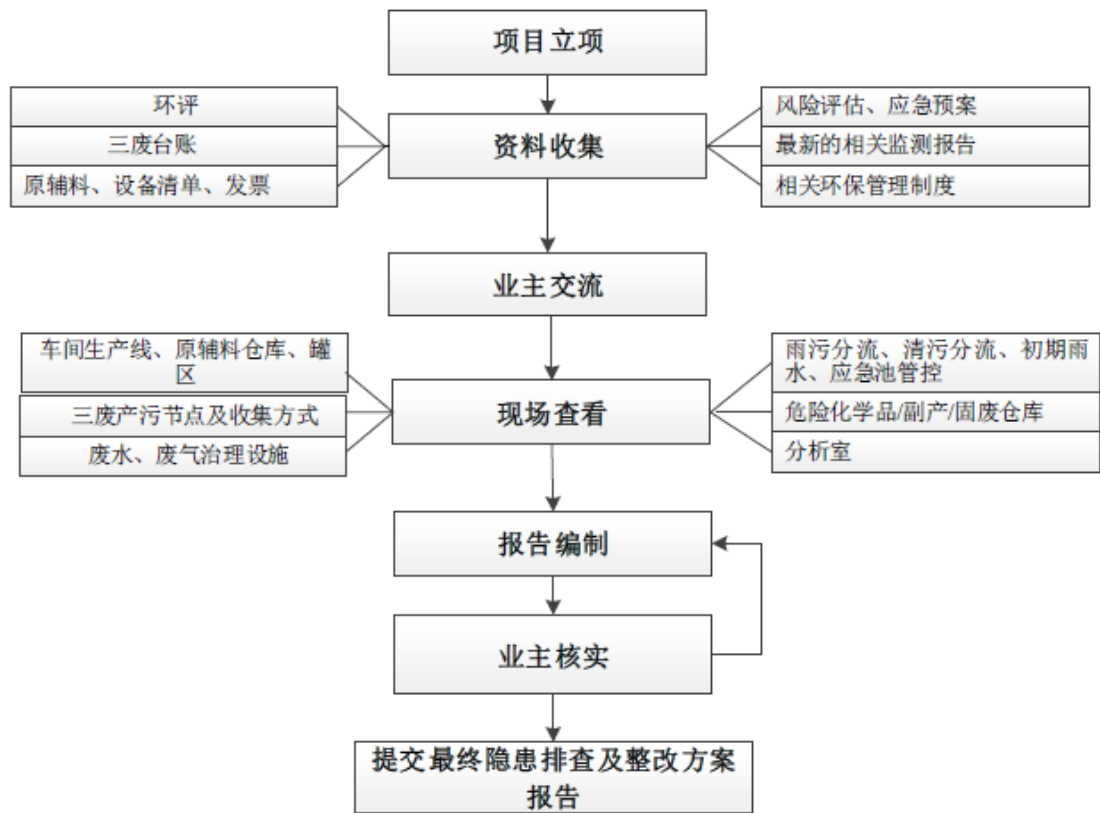 项目立项
环评
三废台账
原辅料、设备清单、发票
资料收集
风险评估、应急预案
最新的相关监测报告
相关环保管理制度
业主交流
车间生产线、原辅料仓库、罐
区
三废产污节点及收集方式
废水、废气治理设施
现场查看
雨污分流、清污分流、初期雨
水、应急池管控
危险化学品/副产/固废仓库
分析室
报告编制
业主核实
提交最终隐患排查及整改方案
报告